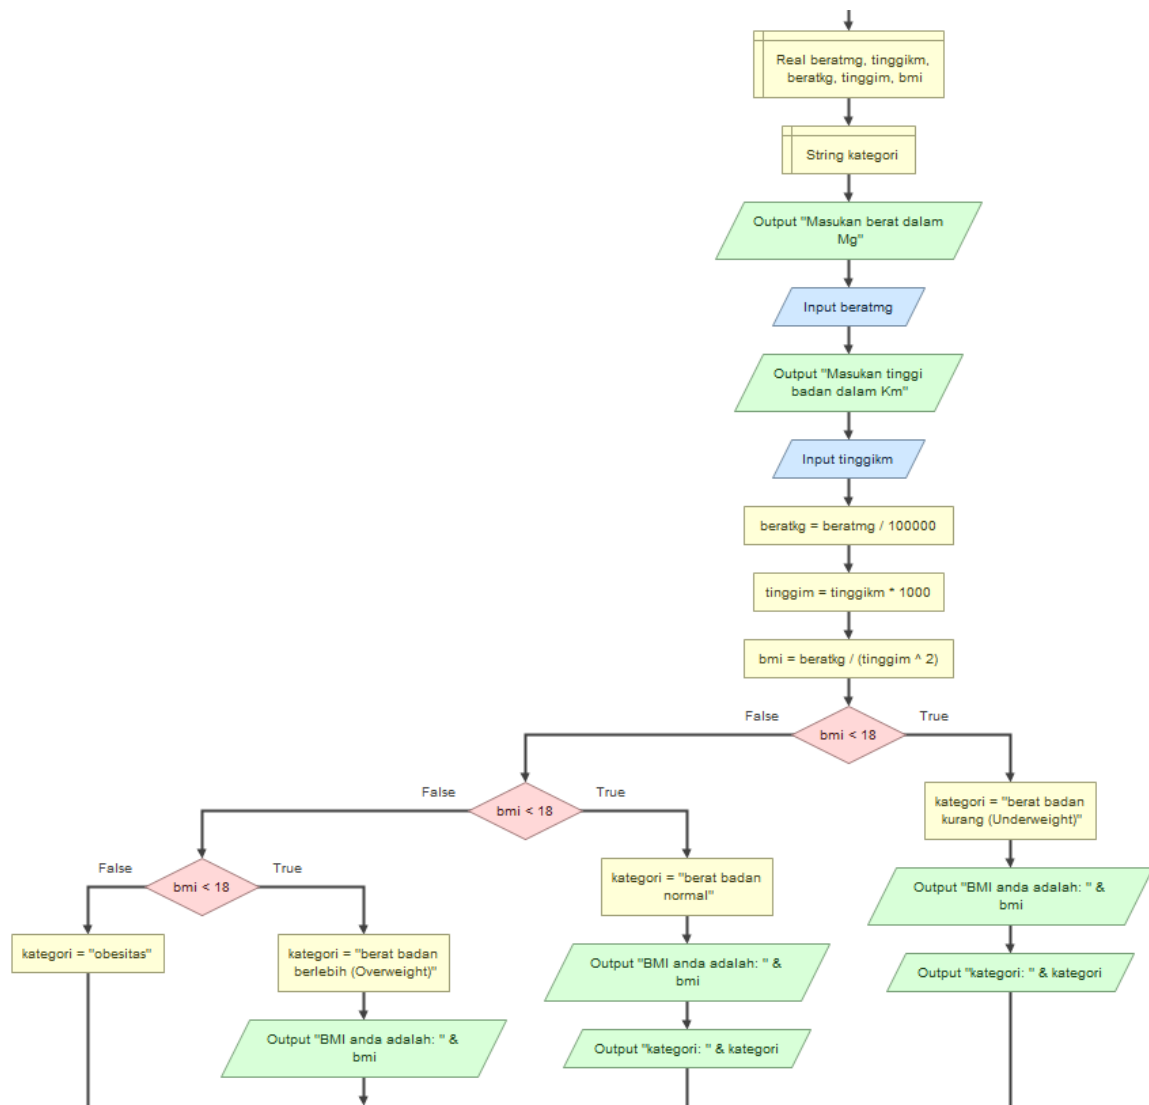 Real beratmg, tinggikm,
beratkg, tinggim, bmi
String kategori
Output "Masukan berat dalam
Mg"
Input beratmg
Output "Masukan tinggi
badan dalam Km"
Input tinggikm
beratkg = beratmg / 100000
tinggim = tinggikm * 1000
bmi = beratkg / (tinggim ^ 2)
False
True
bmi < 18
False
True
bmi < 18
kategori = "berat badan
kurang (Underweight)"
False
True
bmi < 18
kategori = "berat badan
normal"
Output "BMI anda adalah: " &
bmi
kategori = "obesitas"
kategori = "berat badan
berlebih (Overweight)"
Output "BMI anda adalah: " &
bmi
Output "kategori: " & kategori
Output "BMI anda adalah: " &
bmi
Output "kategori: " & kategori